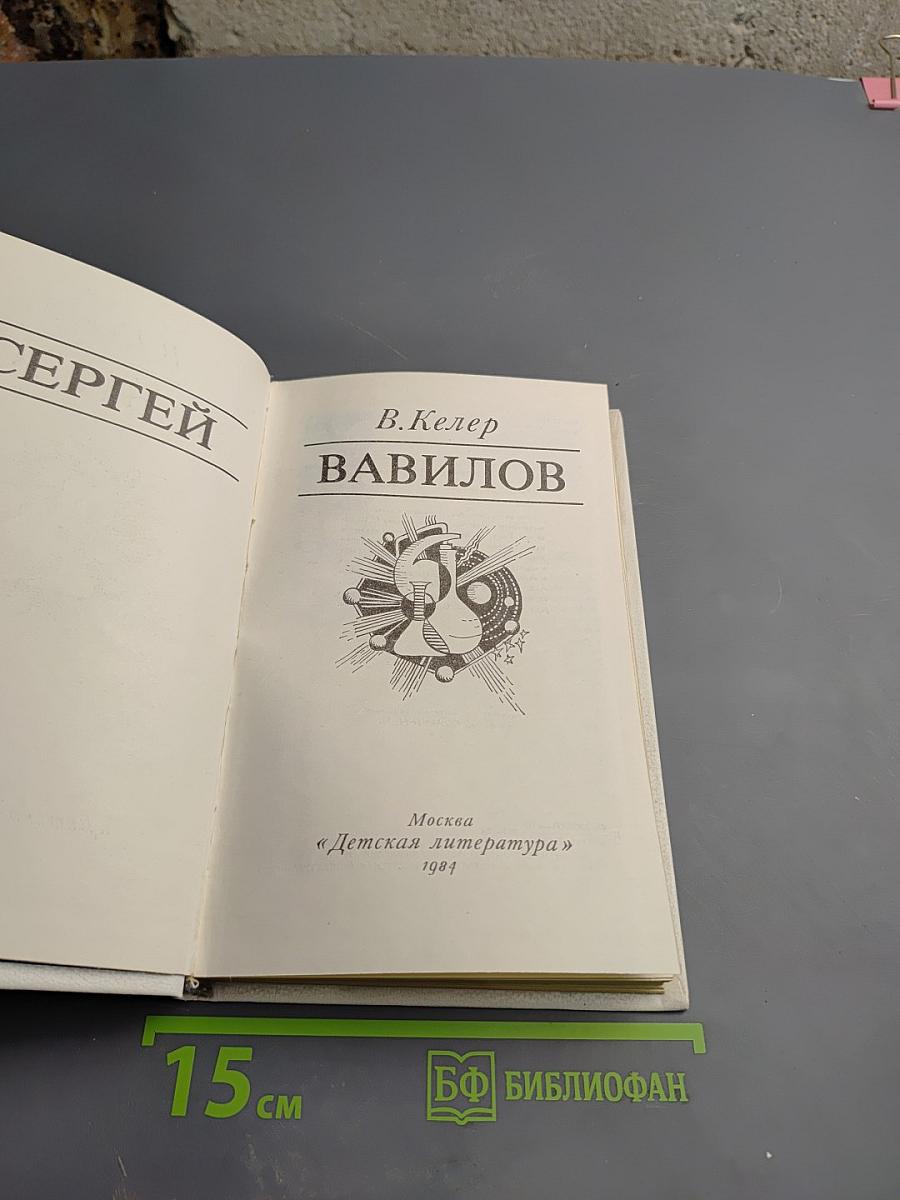 СЕРГЕЙ
В. Келер
ВАВИЛОВ
Москва
«Детская литература»
1984
15 см
БФ БИБЛИОФАН